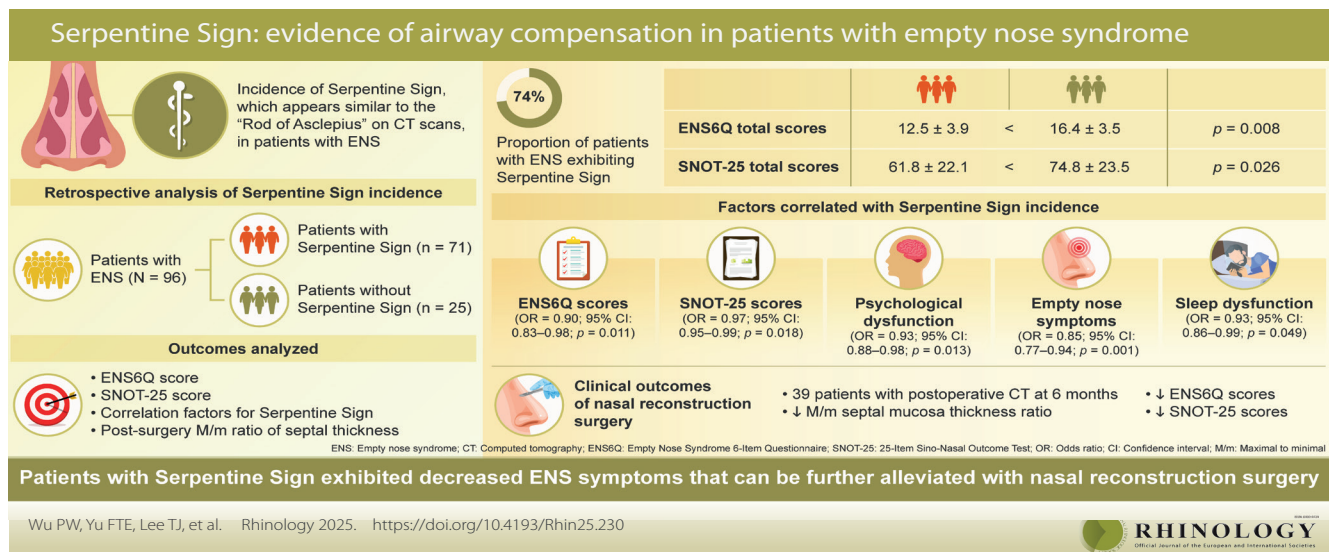 Serpentine Sign: evidence of airway compensation in patients with empty nose syndrome
Incidence of Serpentine Sign,
which appears similar to the
“Rod of Asclepius” on CT scans,
in patients with ENS
Retrospective analysis of Serpentine Sign incidence
Patients with
ENS (N = 96)
Patients with
Serpentine Sign (n = 71)
Patients without
Serpentine Sign (n = 25)
Outcomes analyzed
• ENS6Q score
• SNOT-25 score
• Correlation factors for Serpentine Sign
• Post-surgery M/m ratio of septal thickness
74%
Proportion of patients
with ENS exhibiting
Serpentine Sign
ENS6Q total scores 12.5 ± 3.9 < 16.4 ± 3.5 p = 0.008
SNOT-25 total scores 61.8 ± 22.1 < 74.8 ± 23.5 p = 0.026
Factors correlated with Serpentine Sign incidence
ENS6Q scores
(OR = 0.90; 95% CI:
0.83–0.98; p = 0.011)
SNOT-25 scores
(OR = 0.97; 95% CI:
0.95–0.99; p = 0.018)
Psychological
dysfunction
(OR = 0.93; 95% CI:
0.88–0.98; p = 0.013)
Empty nose
symptoms
(OR = 0.85; 95% CI:
0.77–0.94; p = 0.001)
Sleep dysfunction
(OR = 0.93; 95% CI:
0.86–0.99; p = 0.049)
Clinical outcomes
of nasal reconstruction
surgery
• 39 patients with postoperative CT at 6 months
• ↓ M/m septal mucosa thickness ratio
• ↓ ENS6Q scores
• ↓ SNOT-25 scores
ENS: Empty nose syndrome; CT: Computed tomography; ENS6Q: Empty Nose Syndrome 6-Item Questionnaire; SNOT-25: 25-Item Sino-Nasal Outcome Test; OR: Odds ratio; CI: Confidence interval; M/m: Maximal to minimal
Patients with Serpentine Sign exhibited decreased ENS symptoms that can be further alleviated with nasal reconstruction surgery
Wu PW, Yu FTE, Lee TJ, et al. Rhinology 2025. https://doi.org/10.4193/Rhin25.230
RHINOLOGY
Official Journal of the European and International Societies